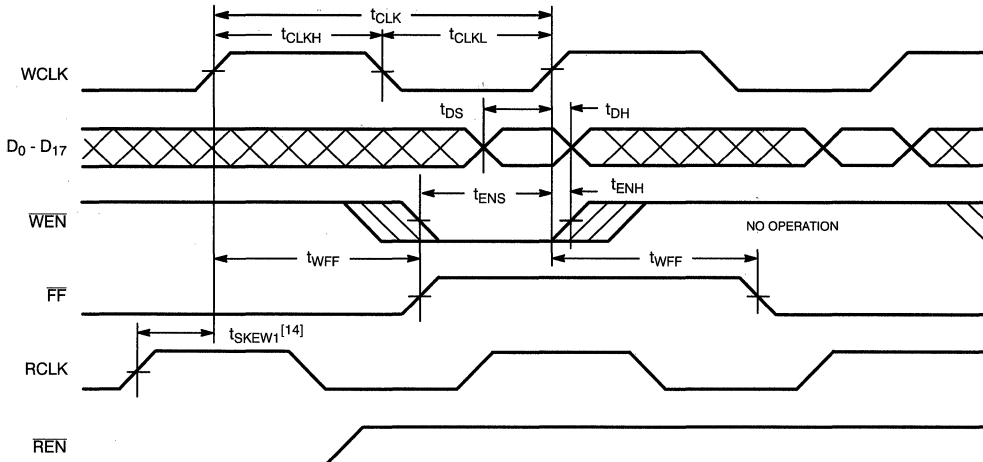 tCLK
tCLKH
tCLKL
WCLK
tDS
tDH
D0 - D17
tENS
tENH
WEN
NO OPERATION
tWFF
tWFF
FF
tSKEW1[14]
RCLK
REN